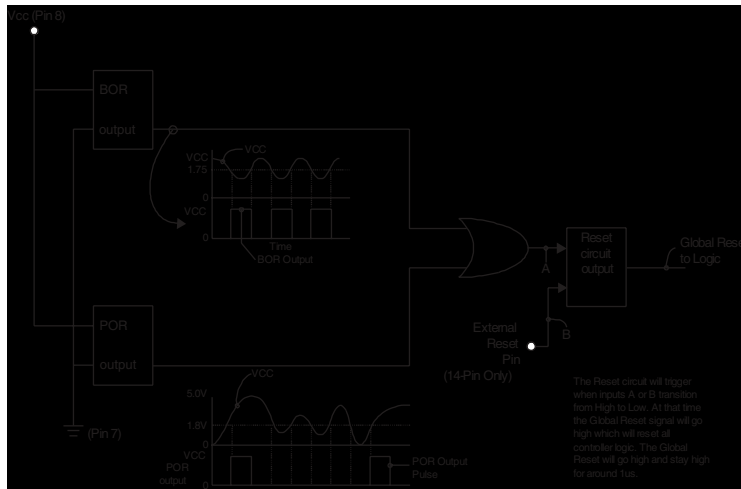 Vcc (Pin 8)
BOR
output
VCC
VCC
1.75
0
VCC
0
Time
BOR Output
Reset
circuit
output
Global Rese
to Logic
A
B
External
Reset
Pin
(14-Pin Only)
POR
output
(Pin 7)
VCC
5.0V
1.8V
0
VCC
POR
output
0
POR Output
Pulse
The Reset circuit will trigger
when inputs A or B transition
from High to Low. At that time
the Global Reset signal will go
high which will reset all
controller logic. The Global
Reset will go high and stay high
for around 1us.